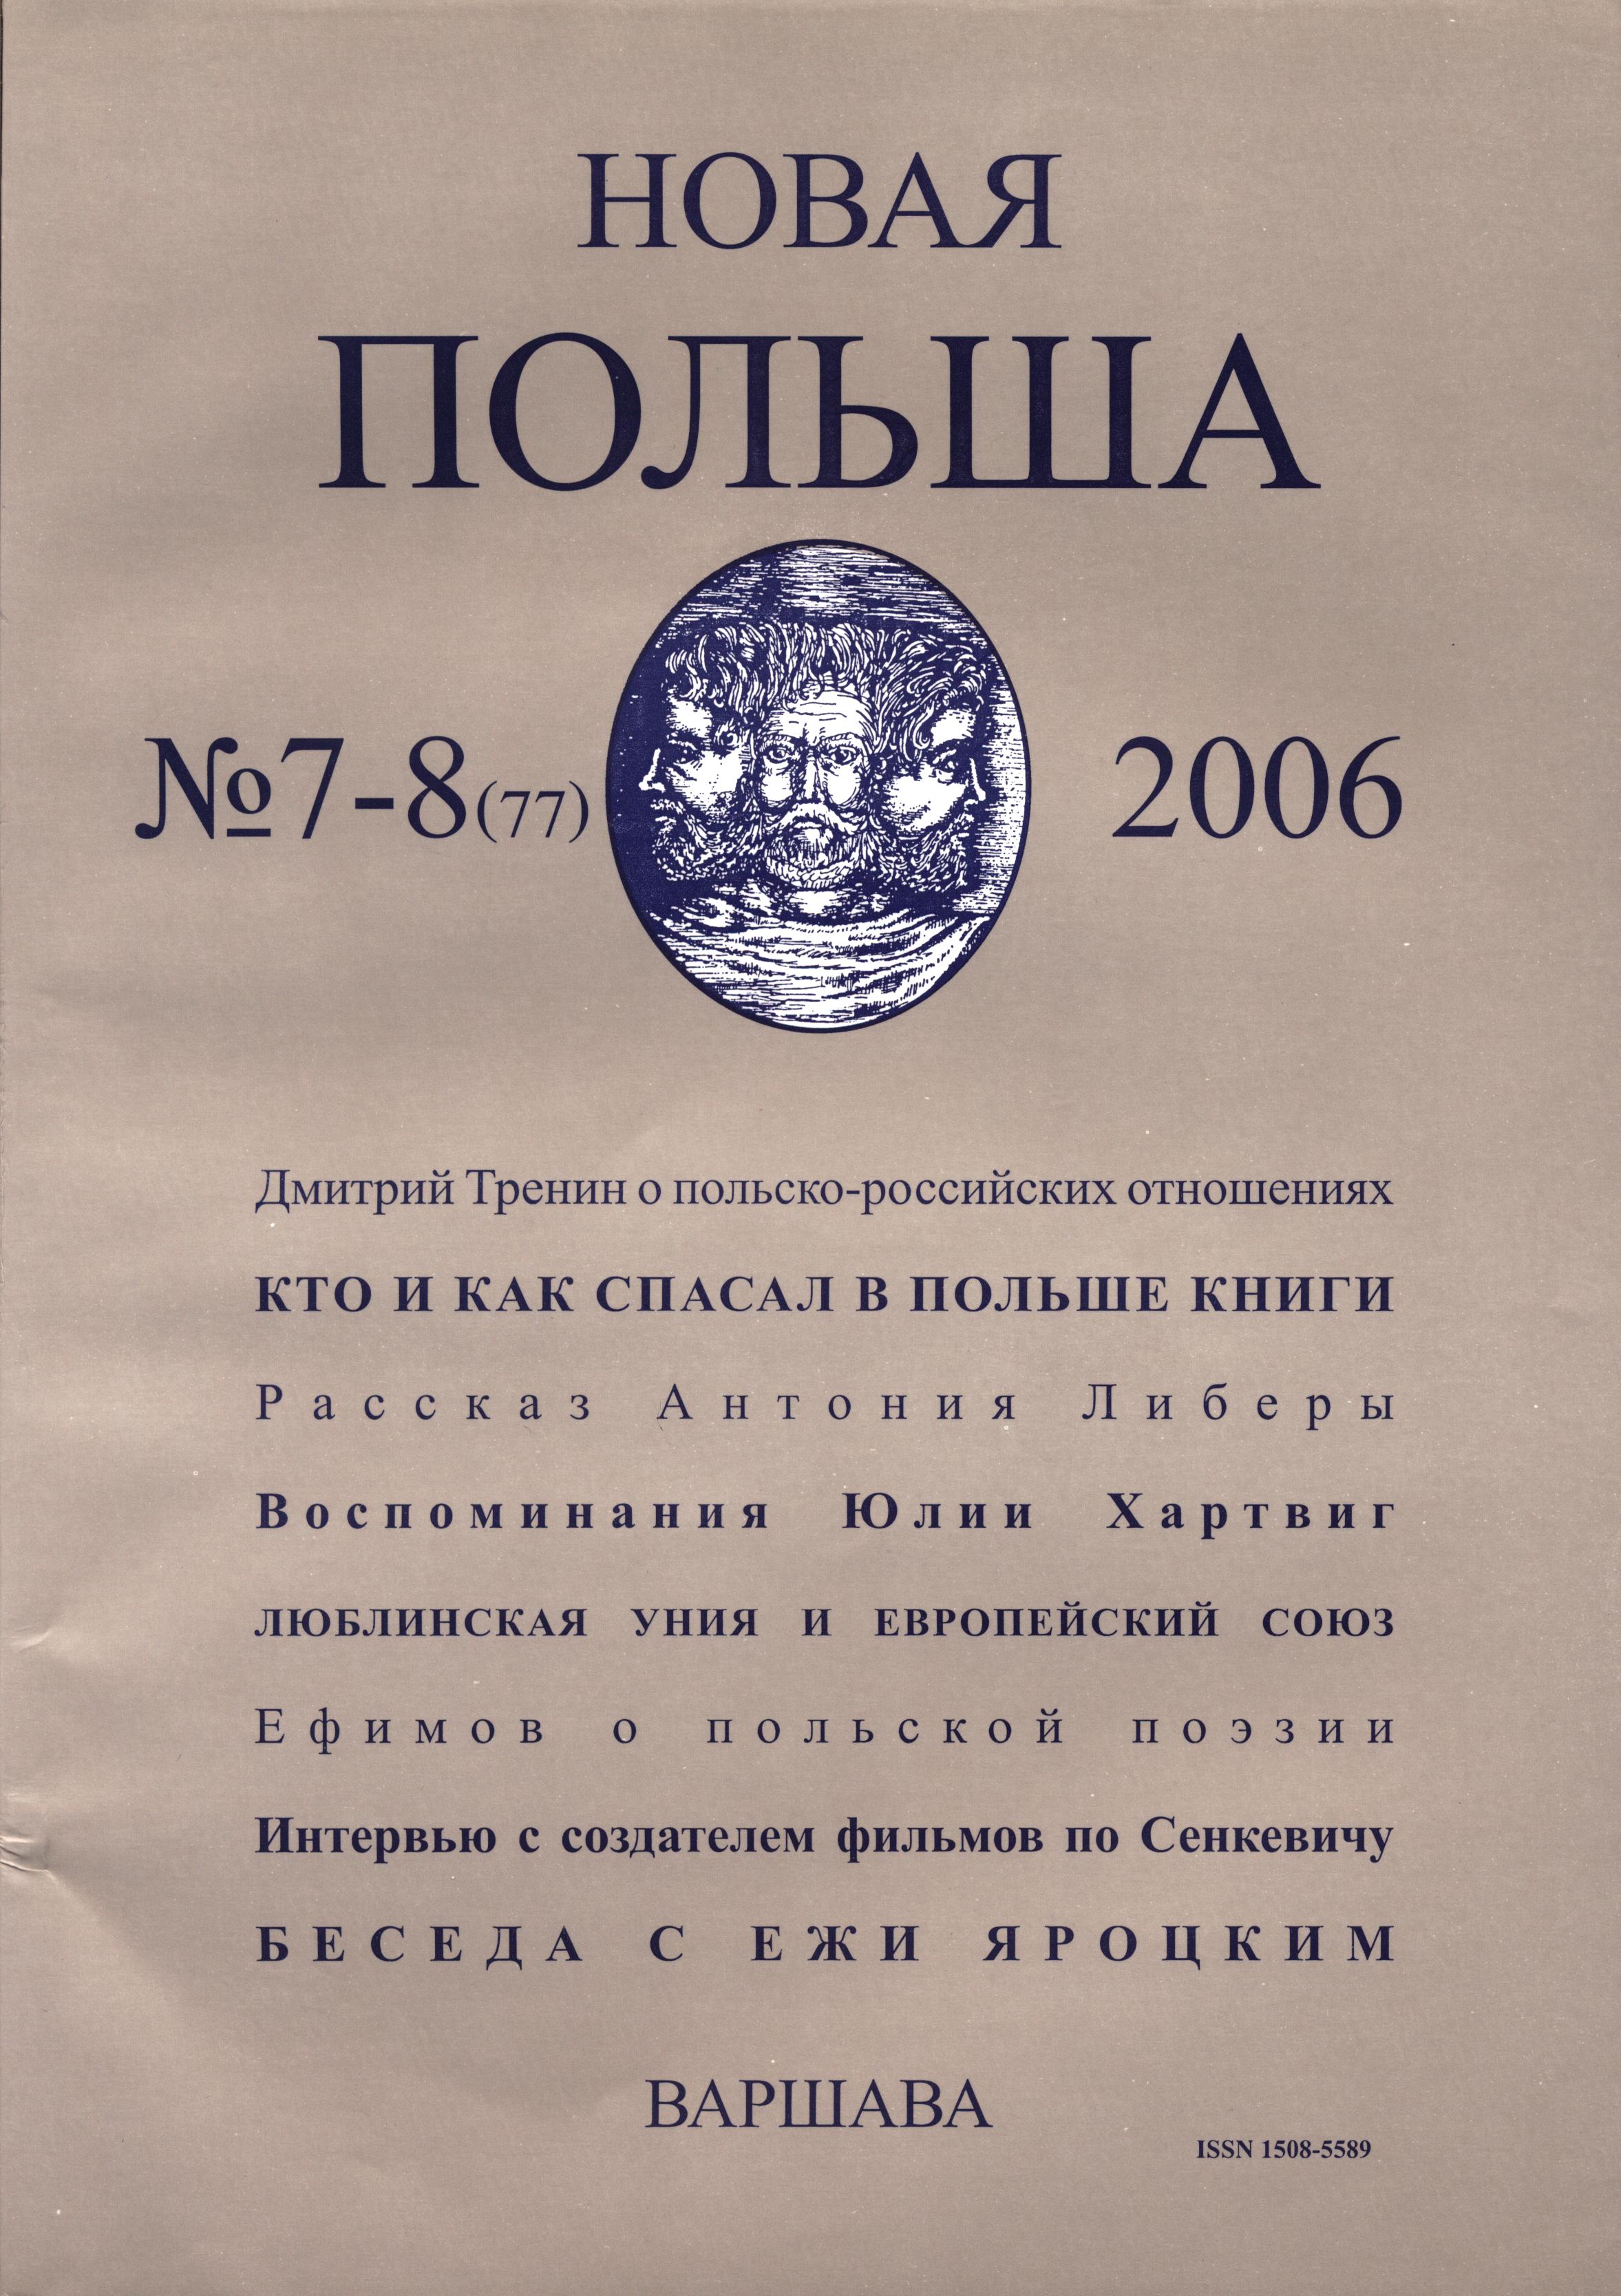 НОВАЯ
ПОЛЬША
№7-8(77) 2006
Дмитрий Тренин о польско-российских отношениях
КТО И КАК СПАСАЛ В ПОЛЬШЕ КНИГИ
Рассказ Антония Либеры
Воспоминания Юлии Хартвиг
ЛЮБЛИНСКАЯ УНИЯ И ЕВРОПЕЙСКИЙ СОЮЗ
Ефимов о польской поэзии
Интервью с создателем фильмов по Сенкевичу
БЕСЕДА С ЕЖИ ЯРОЦКИМ
ВАРШАВА
ISSN 1508-5589